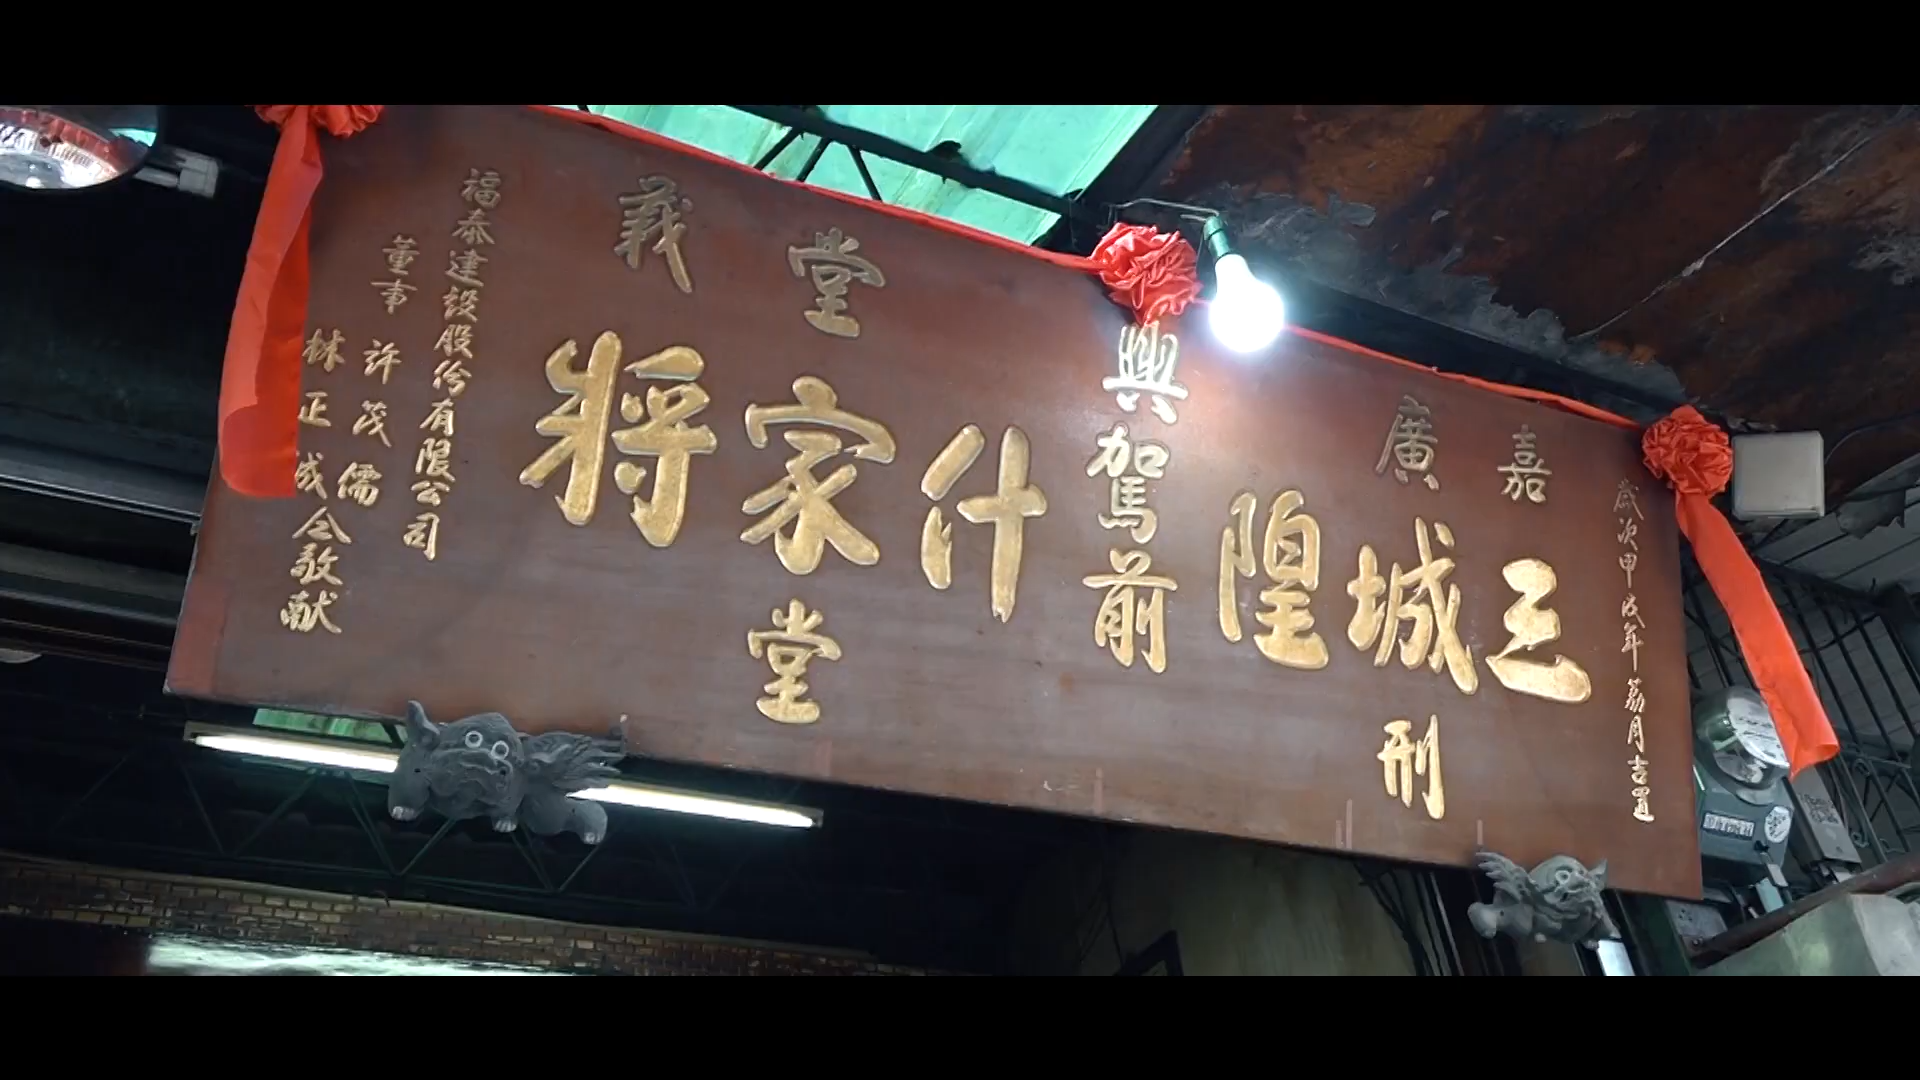 歲次甲戌年荔月吉置
嘉廣
三城隍
刑
興駕前
堂義
什家將
堂
福泰建設股份有限公司
董事 許茂儒
林正成 仝敬献